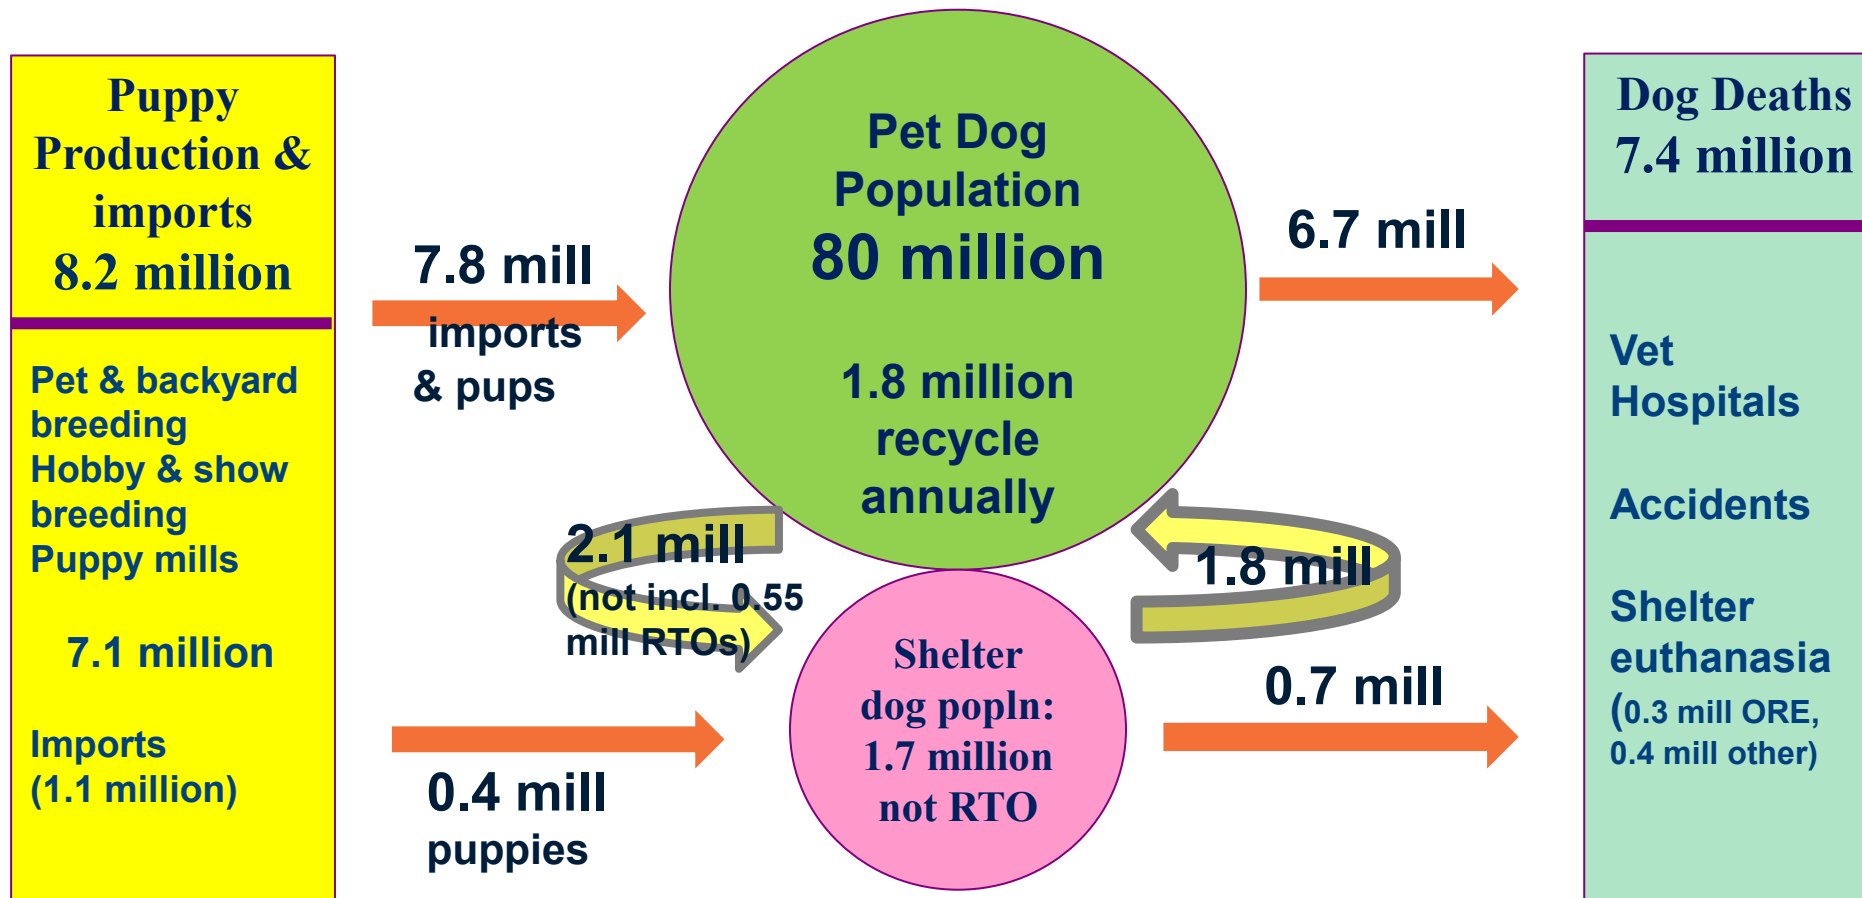 Puppy
Production &
imports
8.2 million
Pet & backyard
breeding
Hobby & show
breeding
Puppy mills
7.1 million
Imports
(1.1 million)
7.8 mill
imports
& pups
0.4 mill
puppies
Pet Dog
Population
80 million
1.8 million
recycle
annually
2.1 mill
(not incl. 0.55
mill RTOs)
1.8 mill
Shelter
dog popln:
1.7 million
not RTO
6.7 mill
0.7 mill
Dog Deaths
7.4 million
Vet
Hospitals
Accidents
Shelter
euthanasia
(0.3 mill ORE,
0.4 mill other)